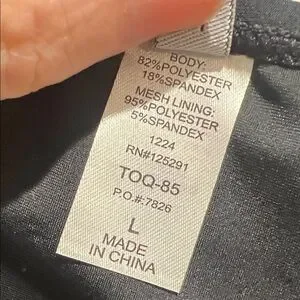 BODY:
82%POLYESTER
18%SPANDEX
MESH LINING:
95%POLYESTER
5%SPANDEX
1224
RN#125291
TOQ-85
P.O.#:7826
L
MADE
IN CHINA